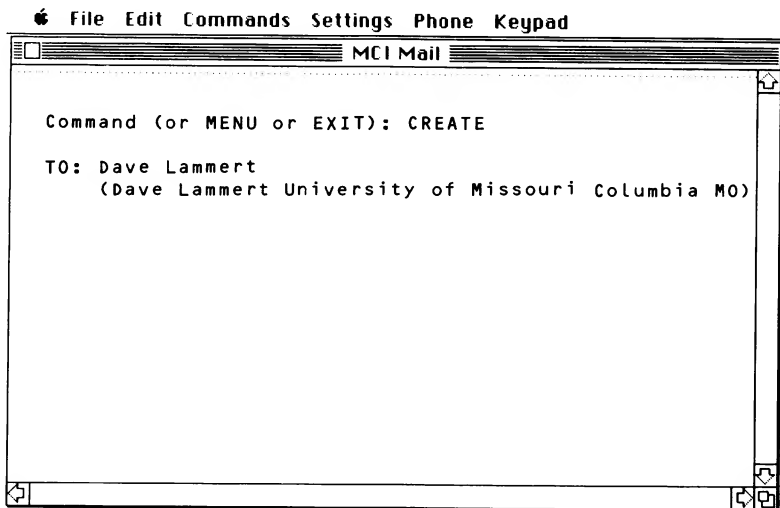 File Edit Commands Settings Phone Keypad
MCI Mail
Command (or MENU or EXIT): CREATE
TO: Dave Lammert
(Dave Lammert University of Missouri Columbia MO)